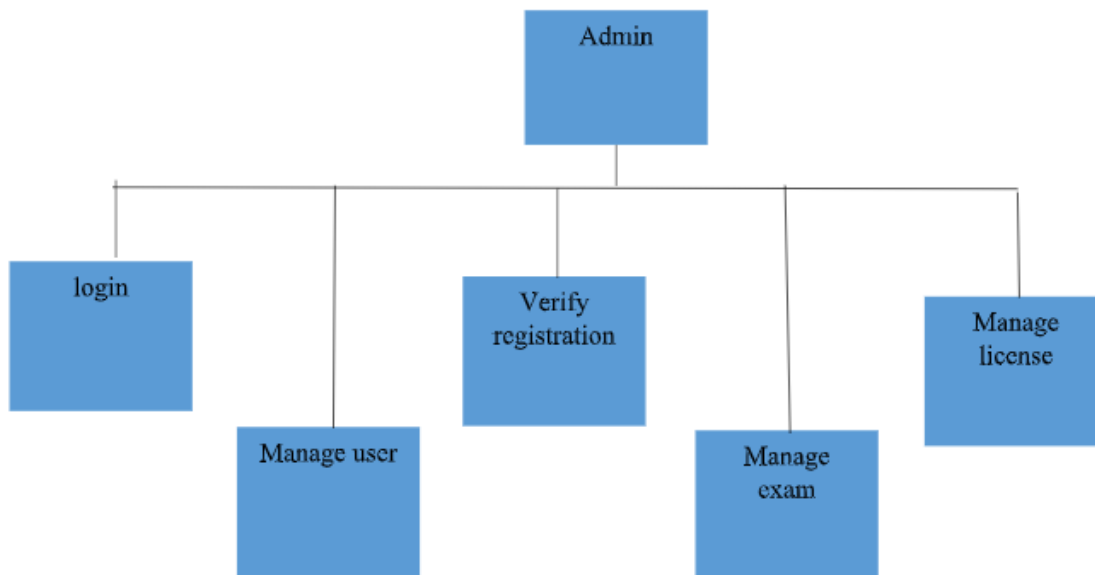 Admin
login
Verify
registration
Manage
license
Manage user
Manage
exam